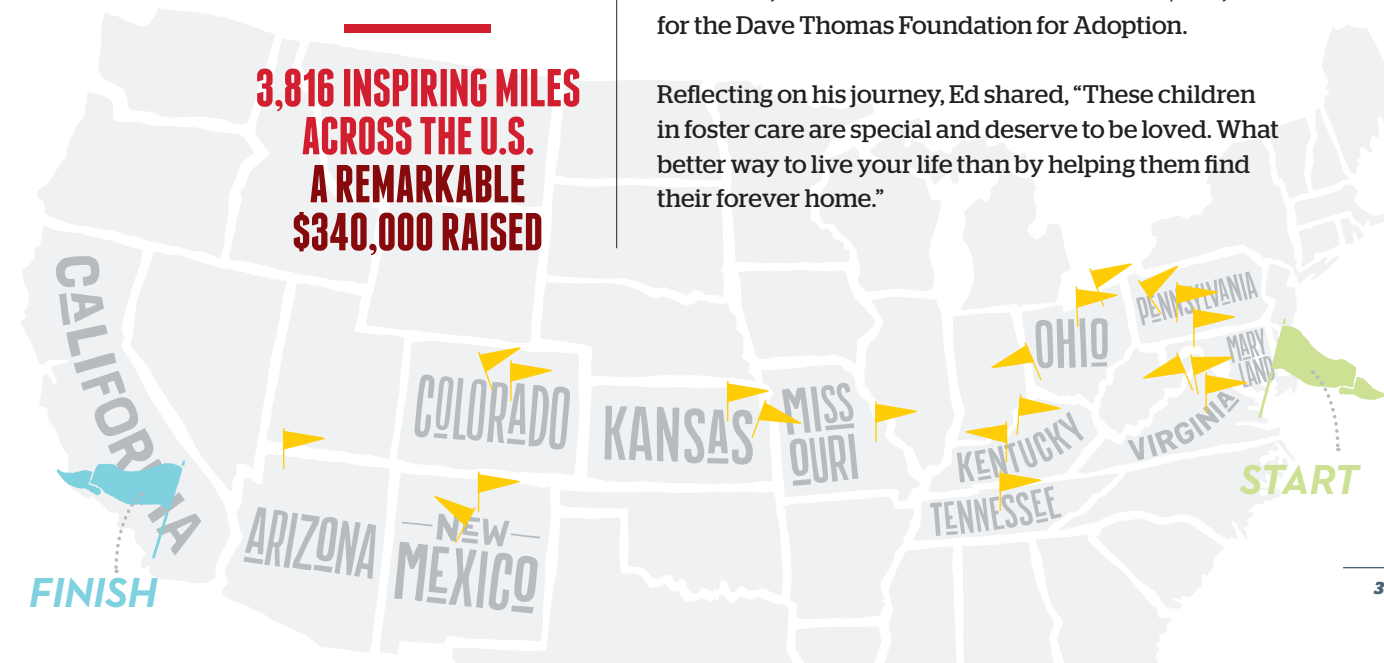 3,816 INSPIRING MILES
ACROSS THE U.S.
A REMARKABLE
$340,000 RAISED
for the Dave Thomas Foundation for Adoption.
Reflecting on his journey, Ed shared, “These children
in foster care are special and deserve to be loved. What
better way to live your life than by helping them find
their forever home.”
CALIFORNIA
COLORADO
KANSAS
MISS
OURI
OHIO
PENNSYLVANIA
MARY
LAND
VIRGINIA
KENTUCKY
TENNESSEE
ARIZONA
NEW
MEXICO
START
FINISH
3